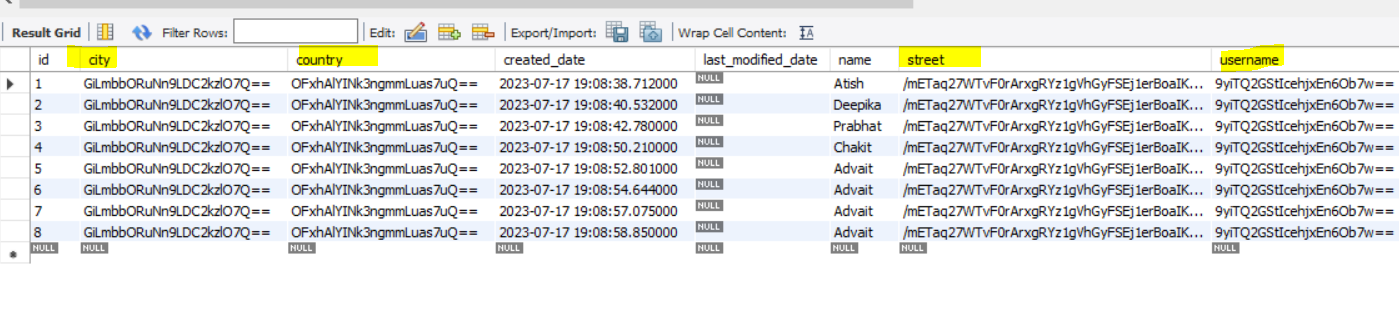 Result Grid Filter Rows: Edit: Export/Import: Wrap Cell Content: IA
id city country created_date last_modified_date name street username
1 GiLmbbORuNn9LDC2kzlO7Q== OFxhAlYINk3ngmmLuas7uQ== 2023-07-17 19:08:38.712000 NULL Atish /mETaq27WTvF0rArxgRYz1gVhGyFSEj1erBoaIK... 9yiTQ2GStIcehjxEn6Ob7w==
2 GiLmbbORuNn9LDC2kzlO7Q== OFxhAlYINk3ngmmLuas7uQ== 2023-07-17 19:08:40.532000 NULL Deepika /mETaq27WTvF0rArxgRYz1gVhGyFSEj1erBoaIK... 9yiTQ2GStIcehjxEn6Ob7w==
3 GiLmbbORuNn9LDC2kzlO7Q== OFxhAlYINk3ngmmLuas7uQ== 2023-07-17 19:08:42.780000 NULL Prabhat /mETaq27WTvF0rArxgRYz1gVhGyFSEj1erBoaIK... 9yiTQ2GStIcehjxEn6Ob7w==
4 GiLmbbORuNn9LDC2kzlO7Q== OFxhAlYINk3ngmmLuas7uQ== 2023-07-17 19:08:50.210000 NULL Chakit /mETaq27WTvF0rArxgRYz1gVhGyFSEj1erBoaIK... 9yiTQ2GStIcehjxEn6Ob7w==
5 GiLmbbORuNn9LDC2kzlO7Q== OFxhAlYINk3ngmmLuas7uQ== 2023-07-17 19:08:52.801000 NULL Advait /mETaq27WTvF0rArxgRYz1gVhGyFSEj1erBoaIK... 9yiTQ2GStIcehjxEn6Ob7w==
6 GiLmbbORuNn9LDC2kzlO7Q== OFxhAlYINk3ngmmLuas7uQ== 2023-07-17 19:08:54.644000 NULL Advait /mETaq27WTvF0rArxgRYz1gVhGyFSEj1erBoaIK... 9yiTQ2GStIcehjxEn6Ob7w==
7 GiLmbbORuNn9LDC2kzlO7Q== OFxhAlYINk3ngmmLuas7uQ== 2023-07-17 19:08:57.075000 NULL Advait /mETaq27WTvF0rArxgRYz1gVhGyFSEj1erBoaIK... 9yiTQ2GStIcehjxEn6Ob7w==
8 GiLmbbORuNn9LDC2kzlO7Q== OFxhAlYINk3ngmmLuas7uQ== 2023-07-17 19:08:58.850000 NULL Advait /mETaq27WTvF0rArxgRYz1gVhGyFSEj1erBoaIK... 9yiTQ2GStIcehjxEn6Ob7w==
NULL NULL NULL NULL NULL NULL NULL NULL